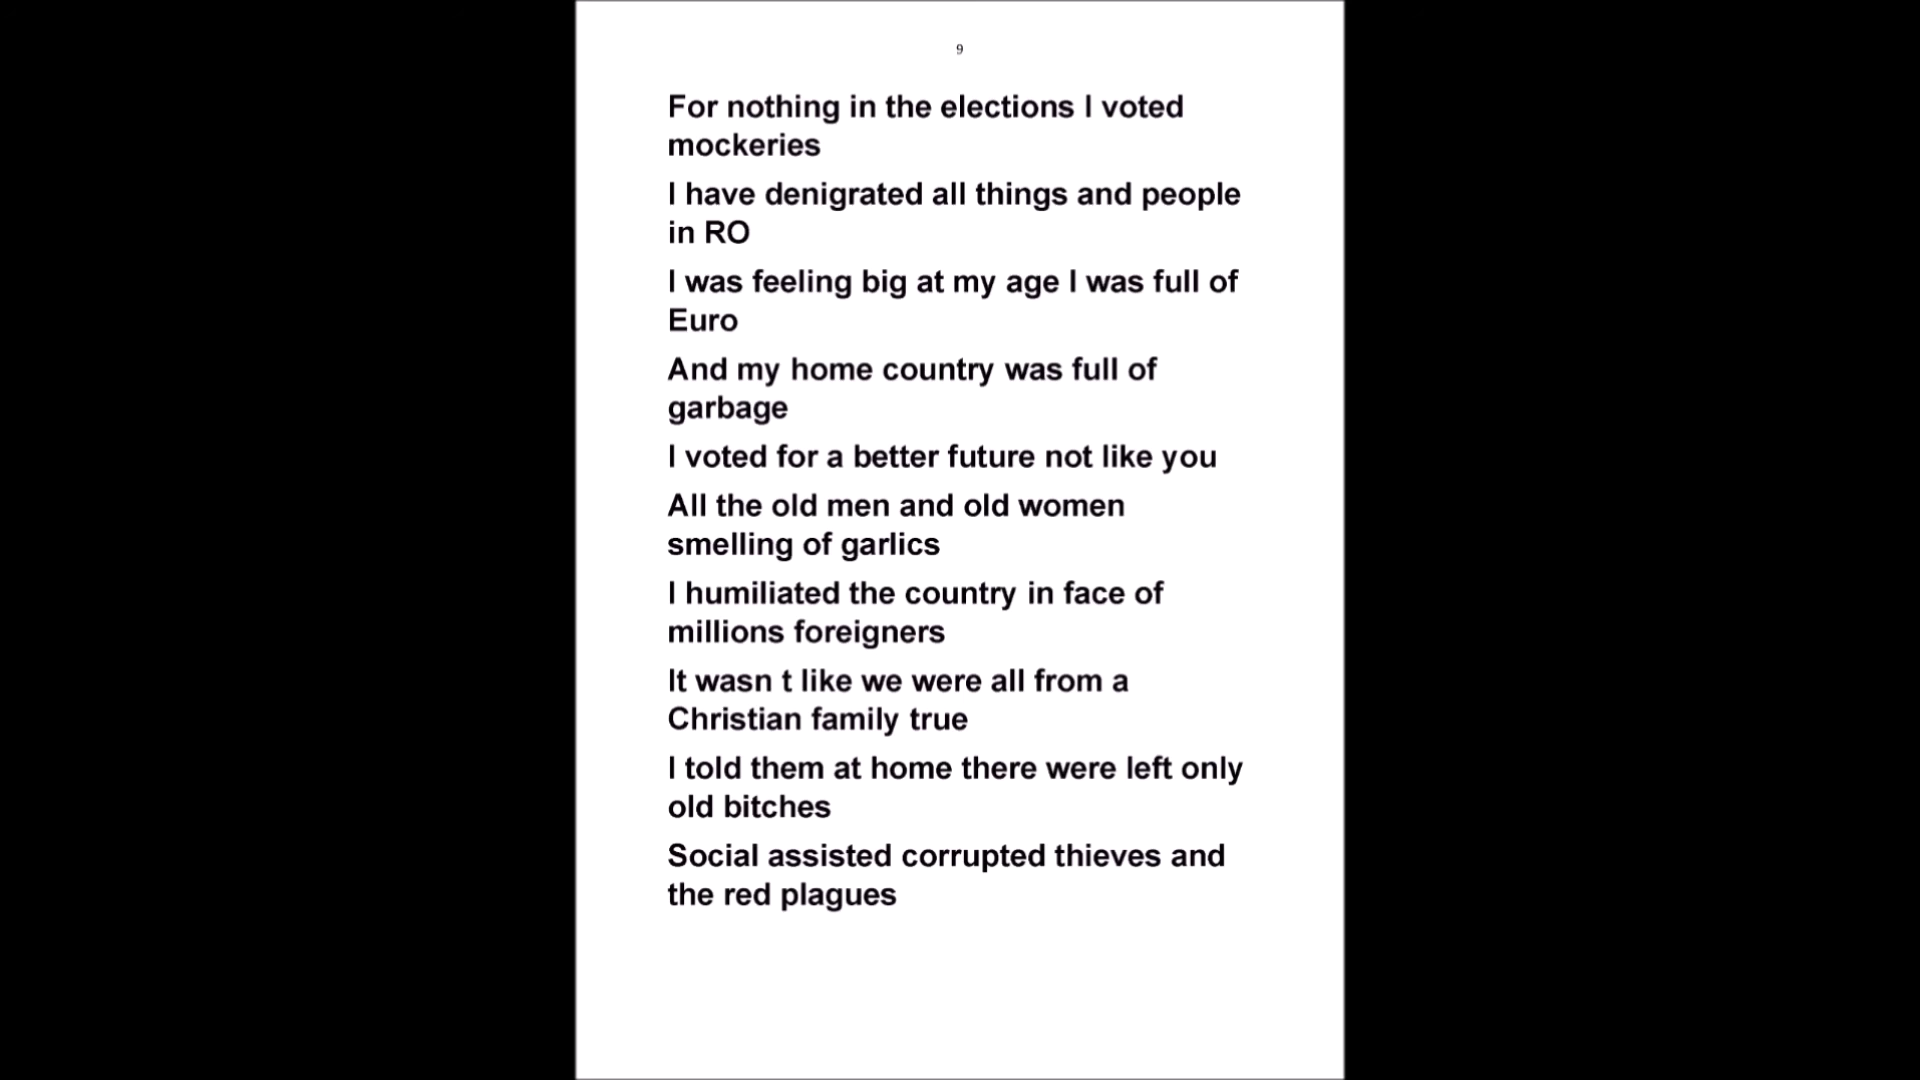 9
For nothing in the elections I voted
mockeries
I have denigrated all things and people
in RO
I was feeling big at my age I was full of
Euro
And my home country was full of
garbage
I voted for a better future not like you
All the old men and old women
smelling of garlics
I humiliated the country in face of
millions foreigners
It wasn t like we were all from a
Christian family true
I told them at home there were left only
old bitches
Social assisted corrupted thieves and
the red plagues